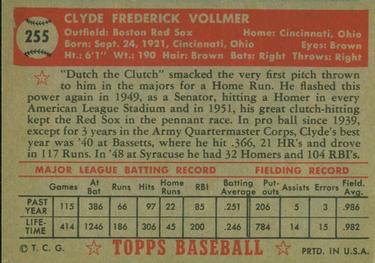 255
CLYDE FREDERICK VOLLMER
Outfield: Boston Red Sox Home: Cincinnati, Ohio
Born: Sept. 24, 1921, Cincinnati, Ohio Eyes: Brown
Ht.: 6'1" Wt.: 190 Hair: Brown Bats: Right Throws: Right
"Dutch the Clutch" smacked the very first pitch thrown
to him in the majors for a Home Run. He flashed this
power again in 1949, as a Senator, hitting a Homer in every
American League Stadium and in 1951, his great clutch-hitting
kept the Red Sox in the pennant race. In pro ball since 1939,
except for 3 years in the Army Quartermaster Corps, Clyde's best
year was '40 at Bassetts, where he hit .366, 21 HR's and drove
in 117 Runs. In '48 at Syracuse he had 32 Homers and 104 RBI's.
MAJOR LEAGUE BATTING RECORD FIELDING RECORD
Games At Bat Runs Hits Home Runs RBI Batting Average Put-outs Assists Errors Field. Avg.
PAST YEAR 115 386 66 97 22 85 .251 206 7 3 .986
LIFE-TIME 414 1246 186 312 52 204 .246 784 15 12 .985
© T. C. G. TOPPS BASEBALL PRTD. IN U.S.A.